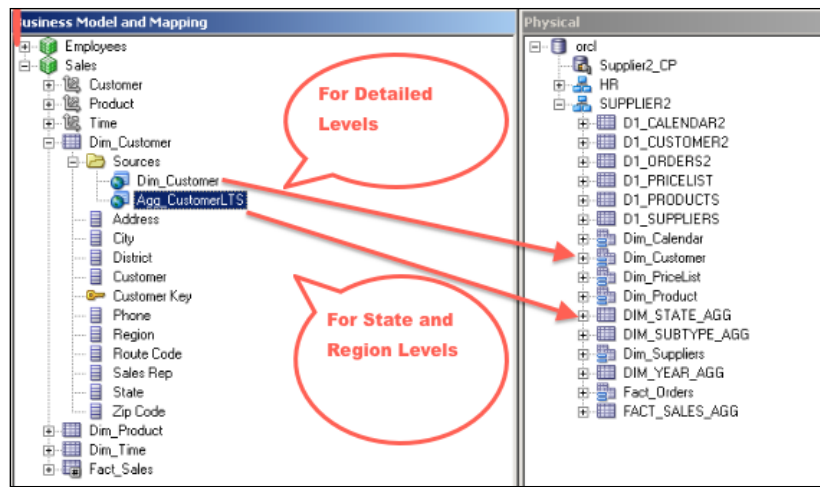 Business Model and Mapping
Employees
Sales
Customer
Product
Time
Dim_Customer
Sources
Dim_Customer
Agg_CustomerLTS
Address
City
District
Customer
Customer Key
Phone
Region
Route Code
Sales Rep
State
Zip Code
Dim_Product
Dim_Time
Fact_Sales
For Detailed
Levels
For State and
Region Levels
Physical
orcl
Supplier2_CP
HR
SUPPLIER2
D1_CALENDAR2
D1_CUSTOMER2
D1_ORDERS2
D1_PRICELIST
D1_PRODUCTS
D1_SUPPLIERS
Dim_Calendar
Dim_Customer
Dim_PriceList
Dim_Product
DIM_STATE_AGG
DIM_SUBTYPE_AGG
Dim_Suppliers
DIM_YEAR_AGG
Fact_Orders
FACT_SALES_AGG